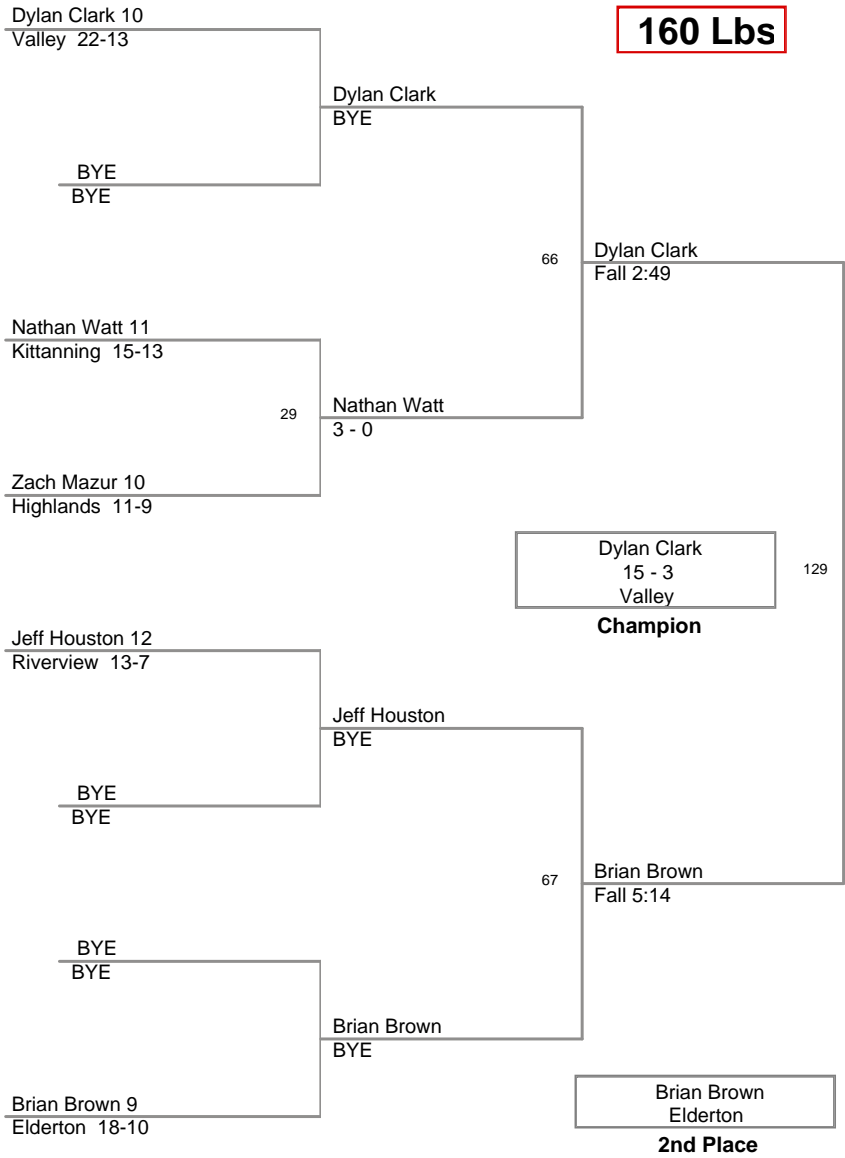 Dylan Clark 10
Valley 22-13
160 Lbs
Dylan Clark
BYE
BYE
BYE
66
Dylan Clark
Fall 2:49
Nathan Watt 11
Kittanning 15-13
29
Nathan Watt
3 - 0
Zach Mazur 10
Highlands 11-9
Dylan Clark
15 - 3
Valley
Champion
129
Jeff Houston 12
Riverview 13-7
Jeff Houston
BYE
BYE
BYE
67
Brian Brown
Fall 5:14
BYE
BYE
Brian Brown
BYE
Brian Brown 9
Elderton 18-10
Brian Brown
Elderton
2nd Place